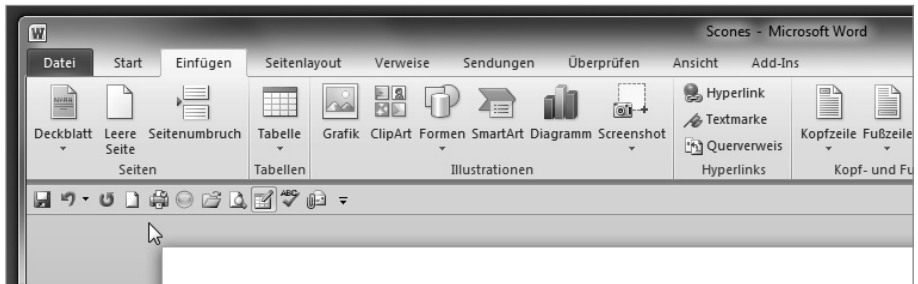 Scones - Microsoft Word
Datei Start Einfügen Seitenlayout Verweise Sendungen Überprüfen Ansicht Add-Ins
Deckblatt Leere Seite Seitenumbruch Tabelle Grafik ClipArt Formen SmartArt Diagramm Screenshot
Hyperlink
Textmarke
Querverweis
Kopfzeile Fußzeile
Seiten Tabellen Illustrationen Hyperlinks Kopf- und Fu